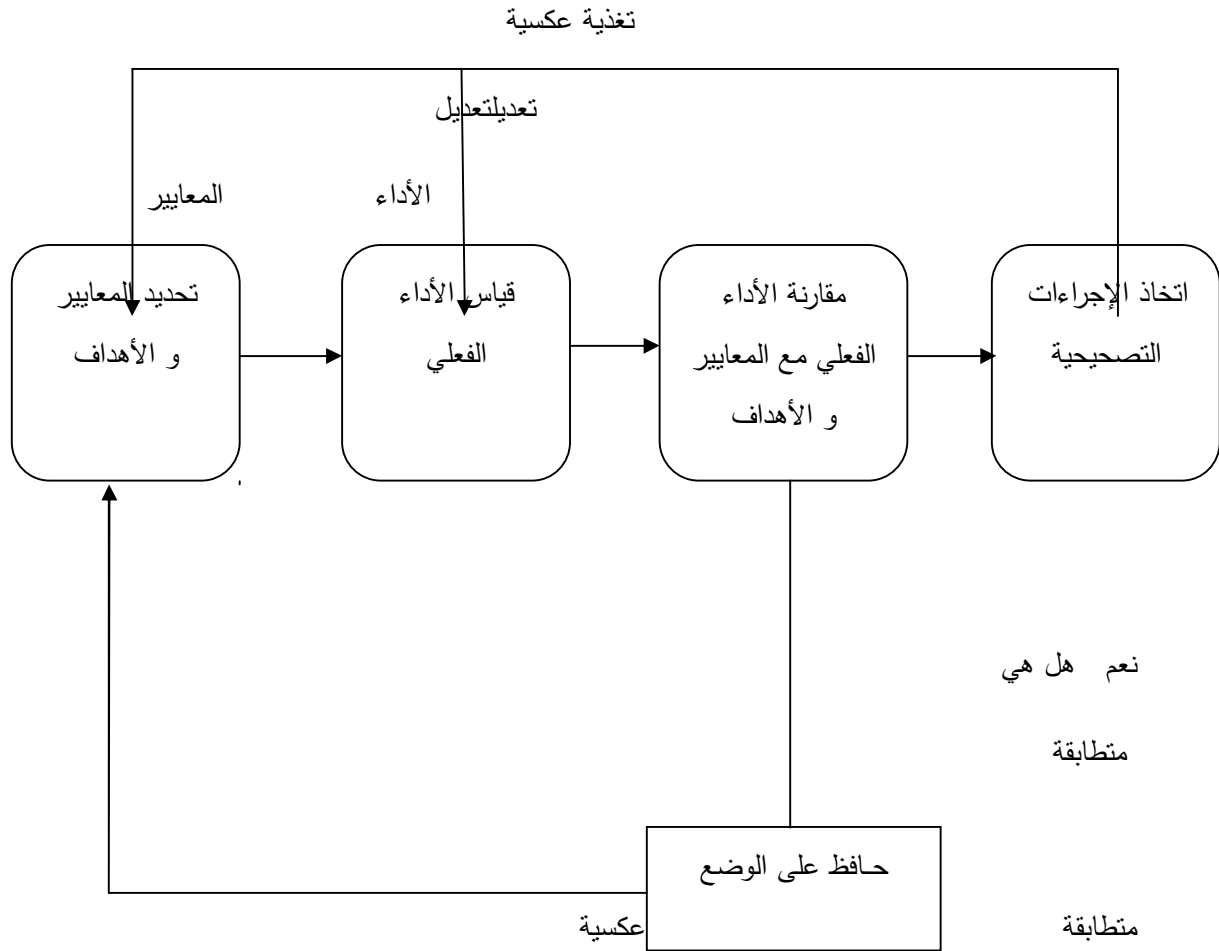 تغذية عكسية
تعديلتعديل
المعايير
الأداء
تحديد المعايير
و الأهداف
قياس الأداء
الفعلي
مقارنة الأداء
الفعلي مع المعايير
و الأهداف
اتخاذ الإجراءات
التصحيحية
نعم هل هي
متطابقة
حافظ على الوضع
متطابقة
عكسية